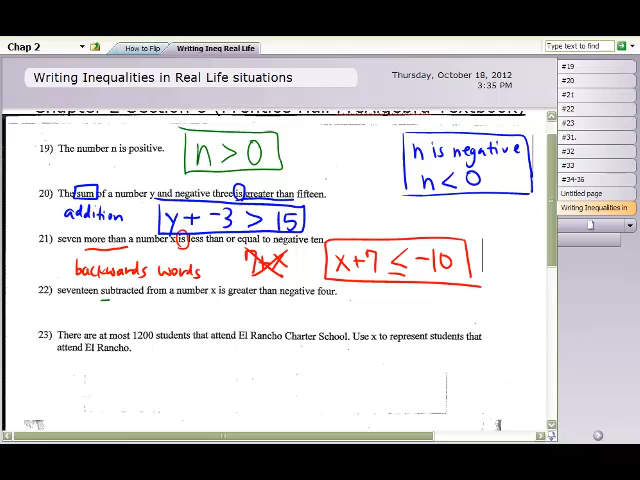 Chap 2
How to Flip
Writing Ineq Real Life
Type text to find
Writing Inequalities in Real Life situations
Thursday, October 18, 2012
3:35 PM
#19
#20
#21
#22
#23
#31.
#32
#33
#34-36
Untitled page
Writing Inequaliti
19) The number n is positive.
n > 0
n is negative
n < 0
20) The sum of a number y and negative three is greater than fifteen.
addition
y + -3 > 15
21) seven more than a number x is less than or equal to negative ten.
backwards words
7+x
x+7 ≤ -10
22) seventeen subtracted from a number x is greater than negative four.
23) There are at most 1200 students that attend El Rancho Charter School. Use x to represent students that
attend El Rancho.